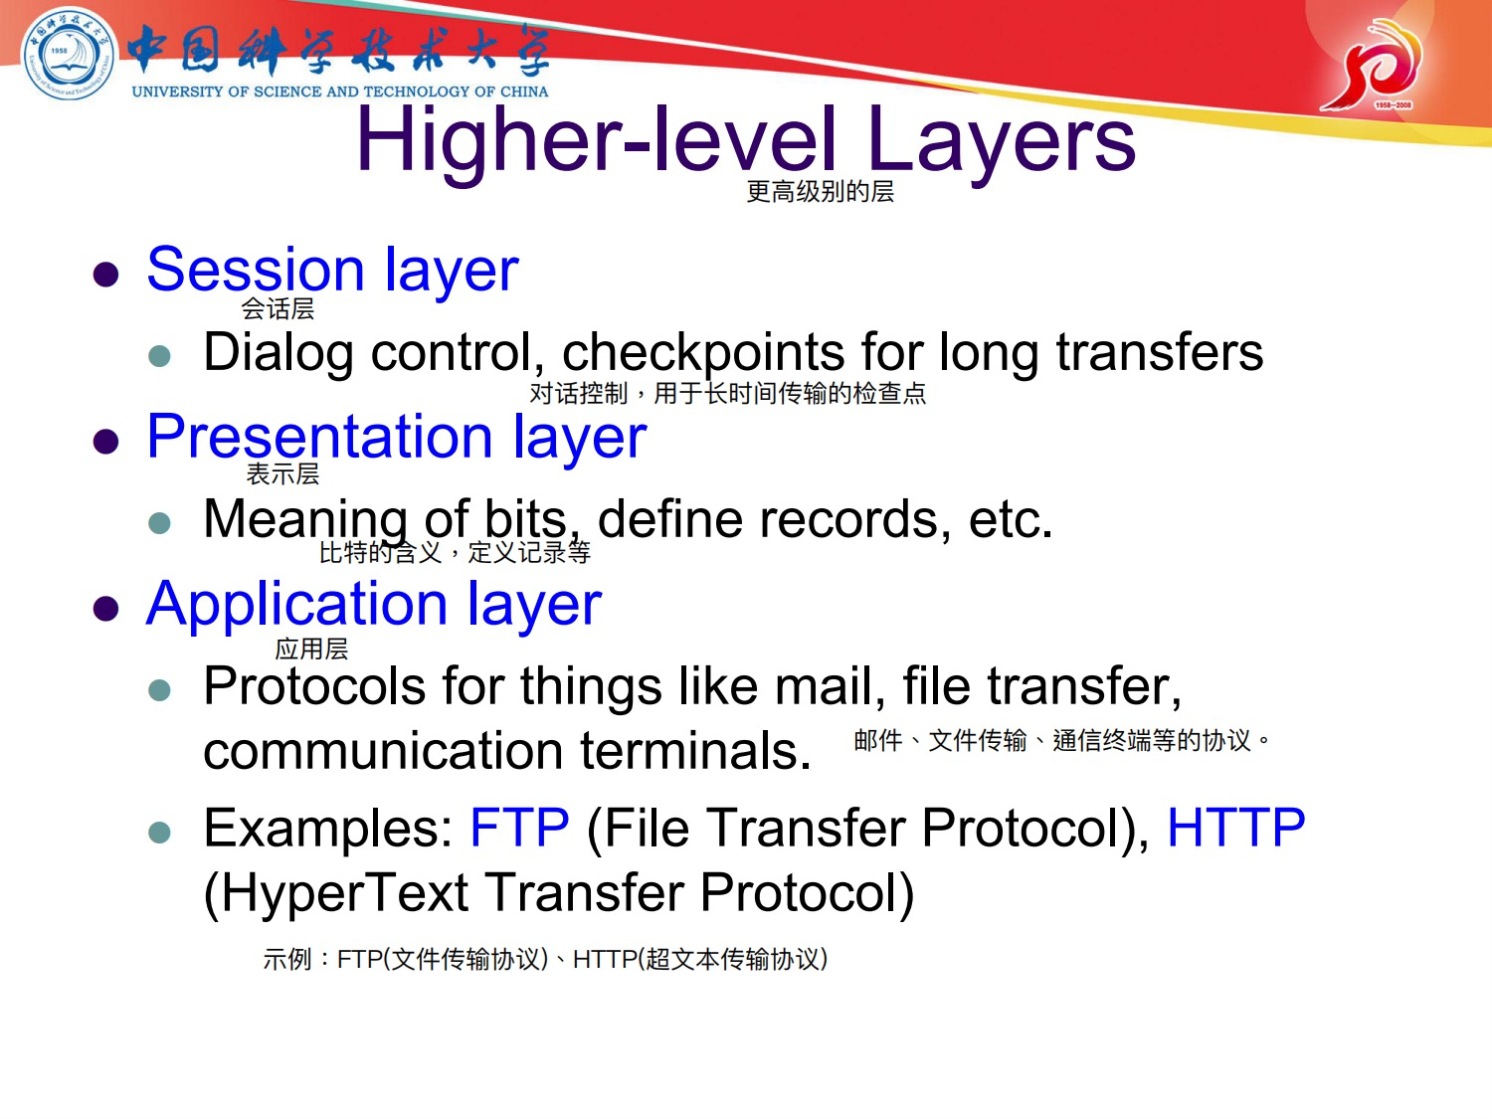 中国科学技术大学
UNIVERSITY OF SCIENCE AND TECHNOLOGY OF CHINA
1958
1958-2008
Higher-level Layers
更高级别的层
Session layer
会话层
Dialog control, checkpoints for long transfers
对话控制，用于长时间传输的检查点
Presentation layer
表示层
Meaning of bits, define records, etc.
比特的含义，定义记录等
Application layer
应用层
Protocols for things like mail, file transfer,
communication terminals.
邮件、文件传输、通信终端等的协议。
Examples: FTP (File Transfer Protocol), HTTP
(HyperText Transfer Protocol)
示例：FTP(文件传输协议)、HTTP(超文本传输协议)